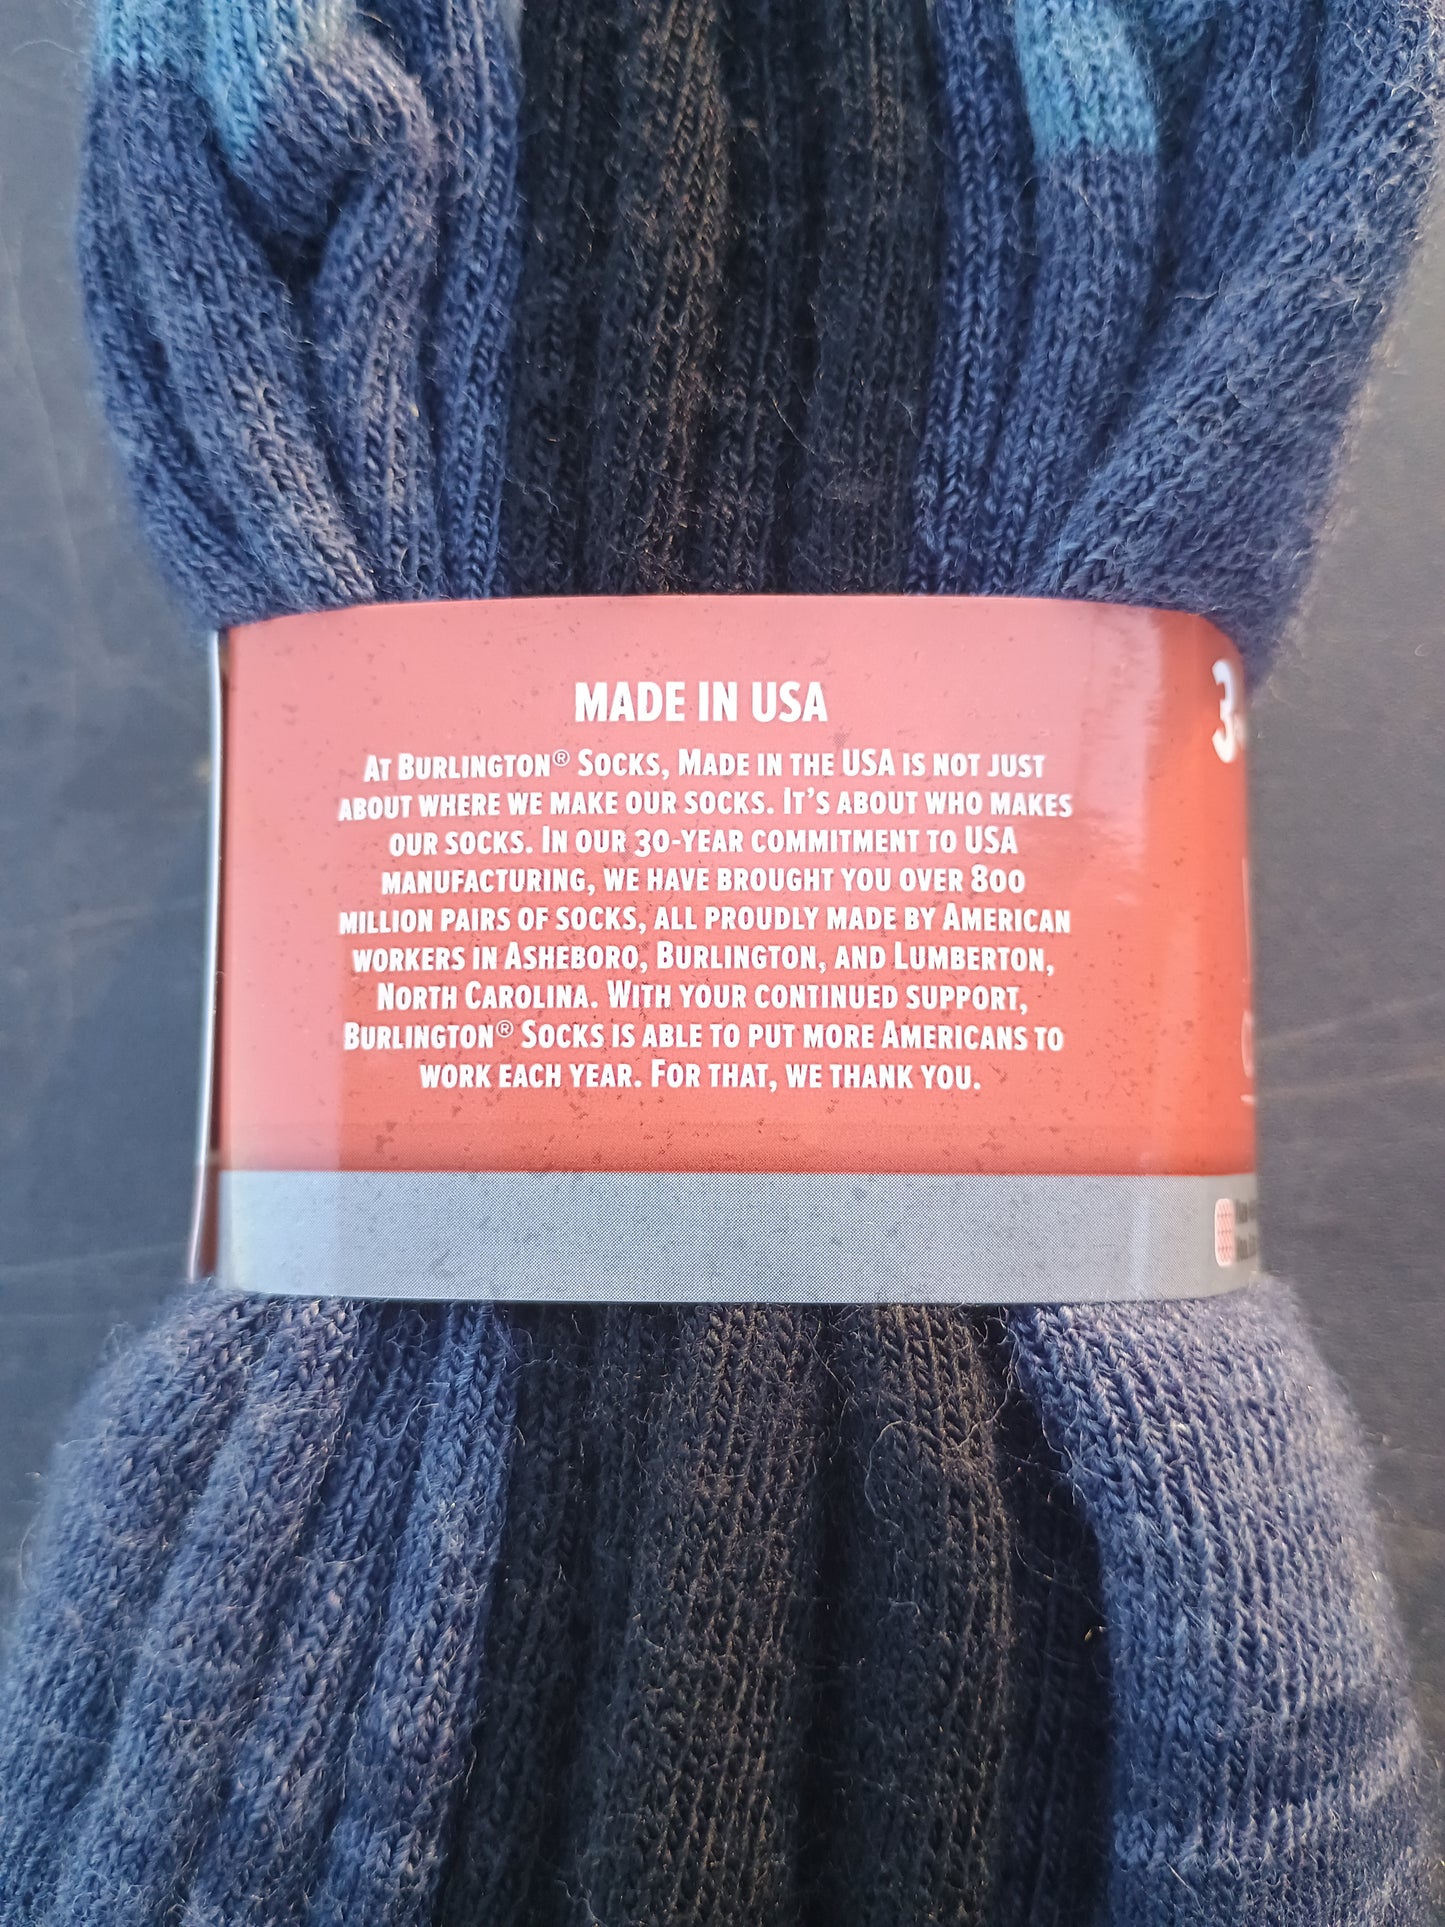 MADE IN USA
AT BURLINGTON® SOCKS, MADE IN THE USA IS NOT JUST
ABOUT WHERE WE MAKE OUR SOCKS. IT'S ABOUT WHO MAKES
OUR SOCKS. IN OUR 30-YEAR COMMITMENT TO USA
MANUFACTURING, WE HAVE BROUGHT YOU OVER 800
MILLION PAIRS OF SOCKS, ALL PROUDLY MADE BY AMERICAN
WORKERS IN ASHEBORO, BURLINGTON, AND LUMBERTON,
NORTH CAROLINA. WITH YOUR CONTINUED SUPPORT,
BURLINGTON® SOCKS IS ABLE TO PUT MORE AMERICANS TO
WORK EACH YEAR. FOR THAT, WE THANK YOU.
3